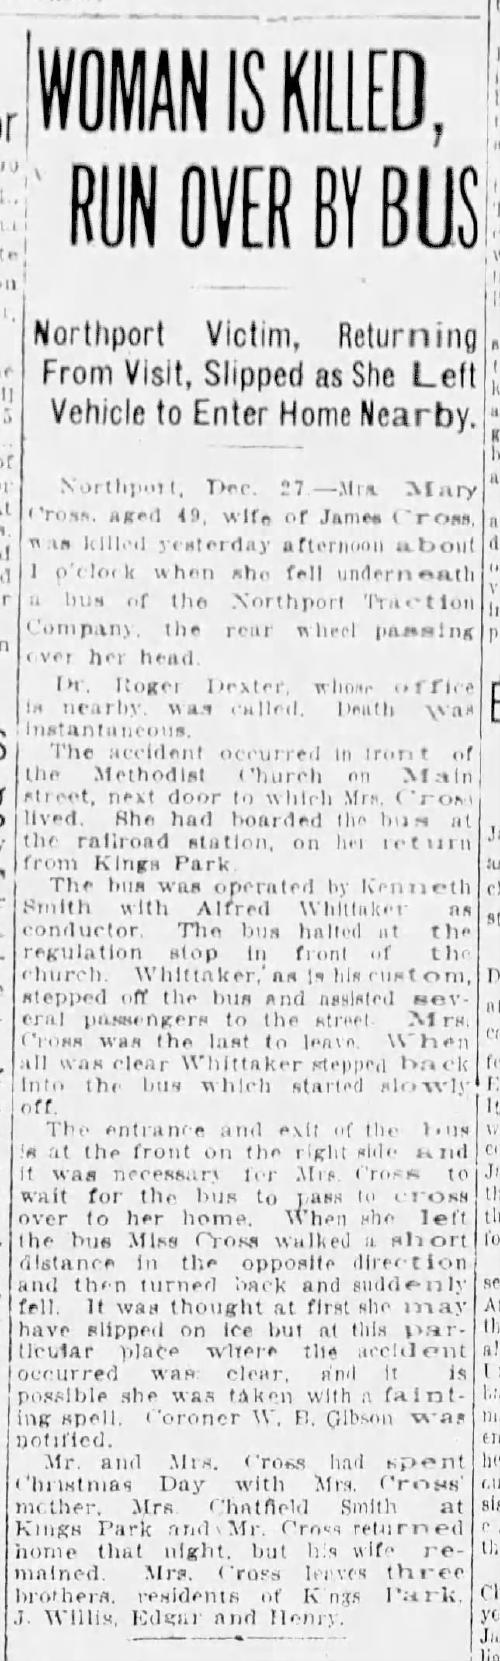 WOMAN IS KILLED,
RUN OVER BY BUS
Northport Victim, Returning
From Visit, Slipped as She Left
Vehicle to Enter Home Nearby.
Northport, Dec. 27.—Mrs. Mary
Cross, aged 49, wife of James Cross,
was killed yesterday afternoon about
1 o'clock when she fell underneath
a bus of the Northport Traction
Company, the rear wheel passing
over her head.
Dr. Roger Dexter, whose office
is nearby, was called. Death was
instantaneous.
The accident occurred in front of
the Methodist Church on Main
street, next door to which Mrs. Cross
lived. She had boarded the bus at
the railroad station, on her return
from Kings Park.
The bus was operated by Kenneth
Smith with Alfred Whittaker as
conductor. The bus halted at the
regulation stop in front of the
church. Whittaker, as is his custom,
stepped off the bus and assisted sev-
eral passengers to the street. Mrs.
Cross was the last to leave. When
all was clear Whittaker stepped back
into the bus which started slowly
off.
The entrance and exit of the bus
is at the front on the right side and
it was necessary for Mrs. Cross to
wait for the bus to pass to cross
over to her home. When she left
the bus Miss Cross walked a short
distance in the opposite direction
and then turned back and suddenly
fell. It was thought at first she may
have slipped on ice but at this par-
ticular place where the accident
occurred was clear, and it is
possible she was taken with a faint-
ing spell. Coroner W. B. Gibson was
notified.
Mr. and Mrs. Cross had spent
Christmas Day with Mrs. Cross'
mother, Mrs. Chatfield Smith at
Kings Park and Mr. Cross returned
home that night, but his wife re-
mained. Mrs. Cross leaves three
brothers, residents of Kings Park,
J. Willis, Edgar and Henry.